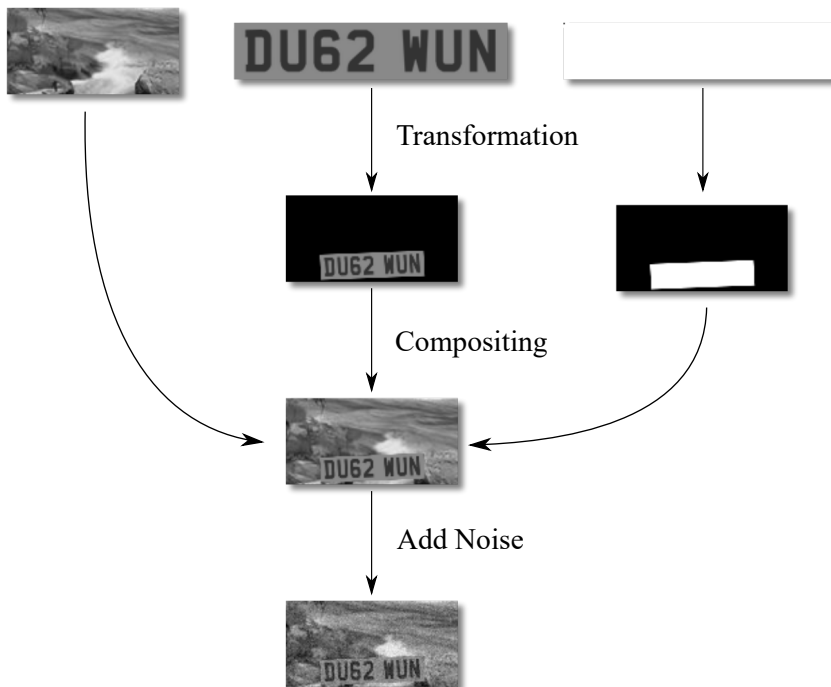 DU62 WUN
Transformation
DU62 WUN
Compositing
DU62 WUN
Add Noise
DU62 WUN